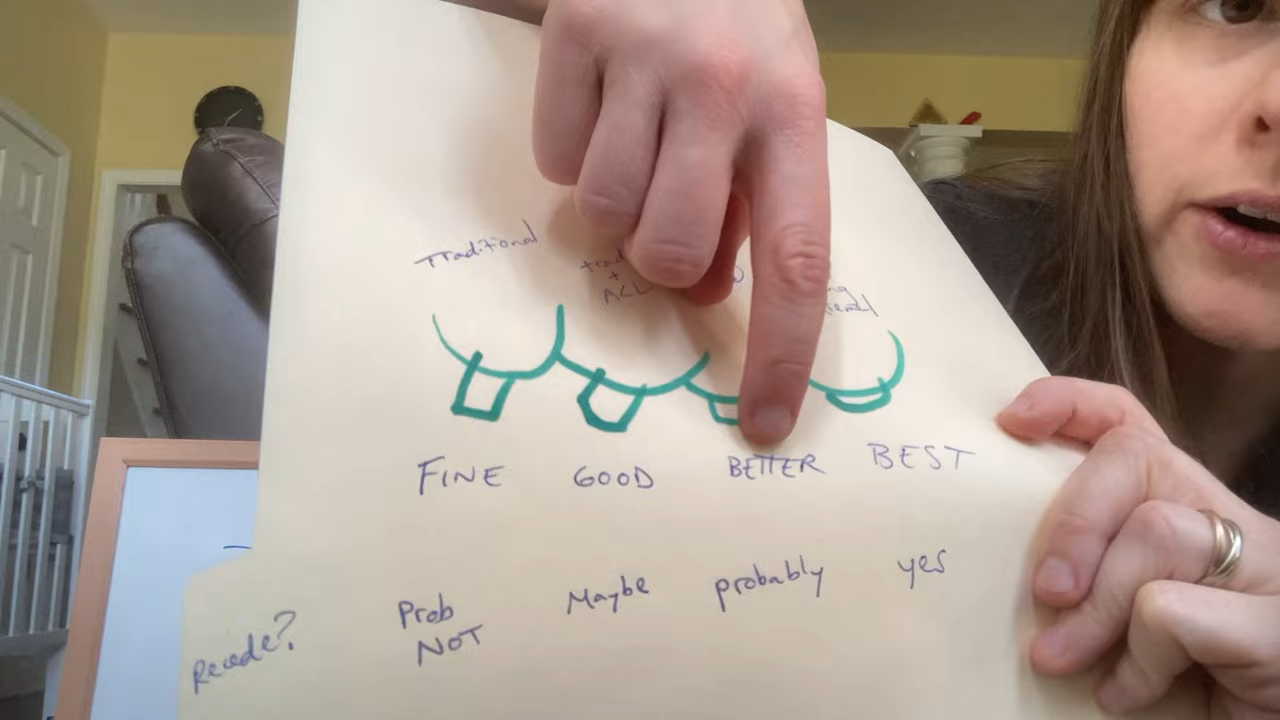 Traditional
+
FINE GOOD BETTER BEST
Recede? Prob NOT Maybe probably yes